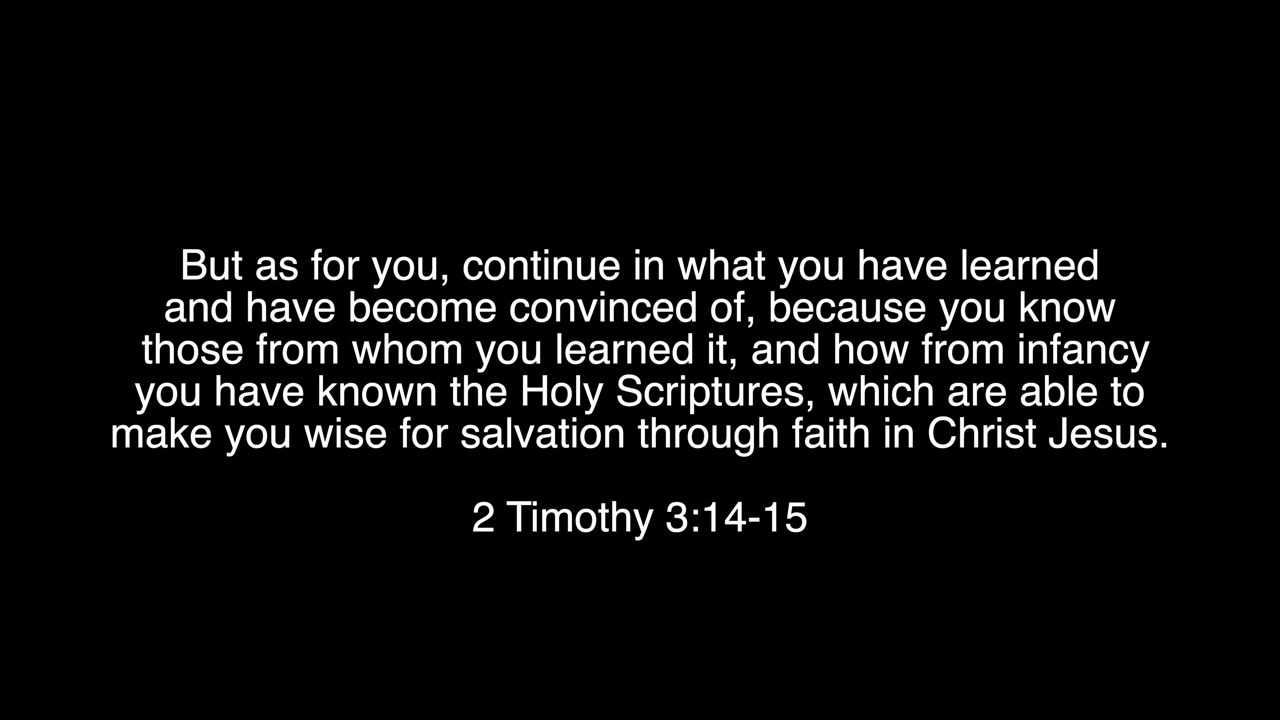 But as for you, continue in what you have learned
and have become convinced of, because you know
those from whom you learned it, and how from infancy
you have known the Holy Scriptures, which are able to
make you wise for salvation through faith in Christ Jesus.
2 Timothy 3:14-15